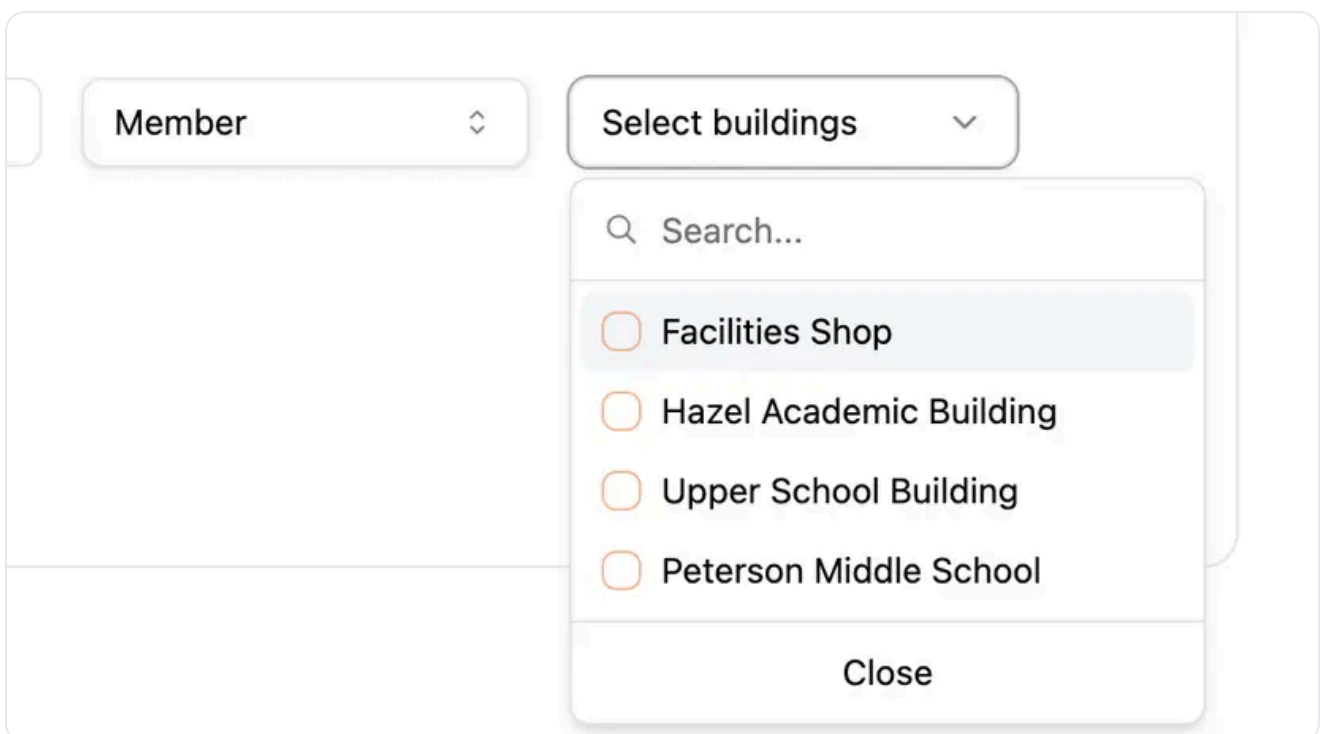 Member
Select buildings
Search...
Facilities Shop
Hazel Academic Building
Upper School Building
Peterson Middle School
Close